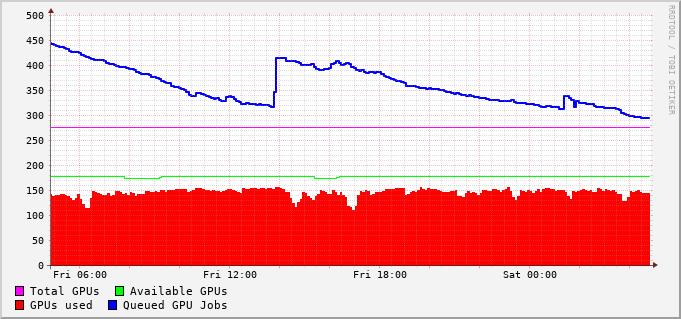 500
450
400
350
300
250
200
150
100
50
0
Fri 06:00 Fri 12:00 Fri 18:00 Sat 00:00
Total GPUs Available GPUs
GPUs used Queued GPU Jobs
RRDTOOL / TOBI OETIKER